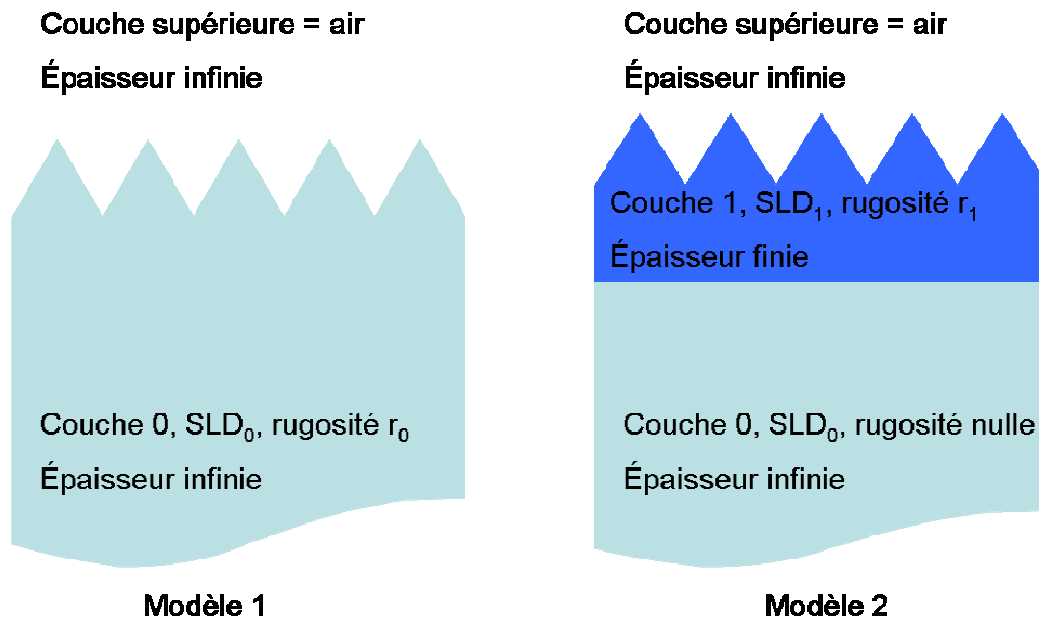 Couche supérieure = air
Épaisseur infinie
Couche 0, SLD₀, rugosité r₀
Épaisseur infinie
Modèle 1
Couche supérieure = air
Épaisseur infinie
Couche 1, SLD₁, rugosité r₁
Épaisseur finie
Couche 0, SLD₀, rugosité nulle
Épaisseur infinie
Modèle 2